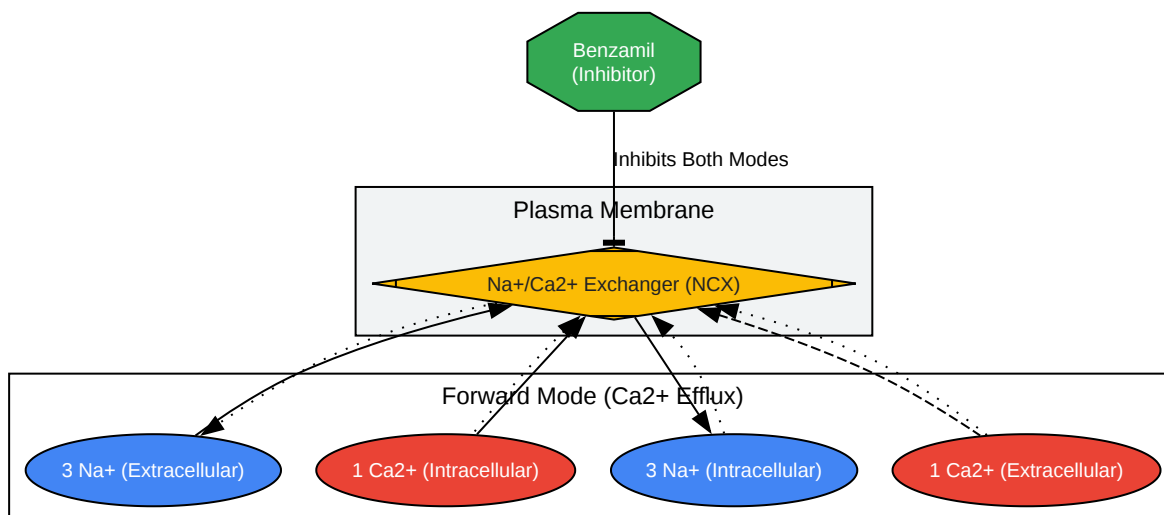 Benzamil
(Inhibitor)
Inhibits Both Modes
Plasma Membrane
Na+/Ca2+ Exchanger (NCX)
Forward Mode (Ca2+ Efflux)
3 Na+ (Extracellular)
1 Ca2+ (Intracellular)
3 Na+ (Intracellular)
1 Ca2+ (Extracellular)